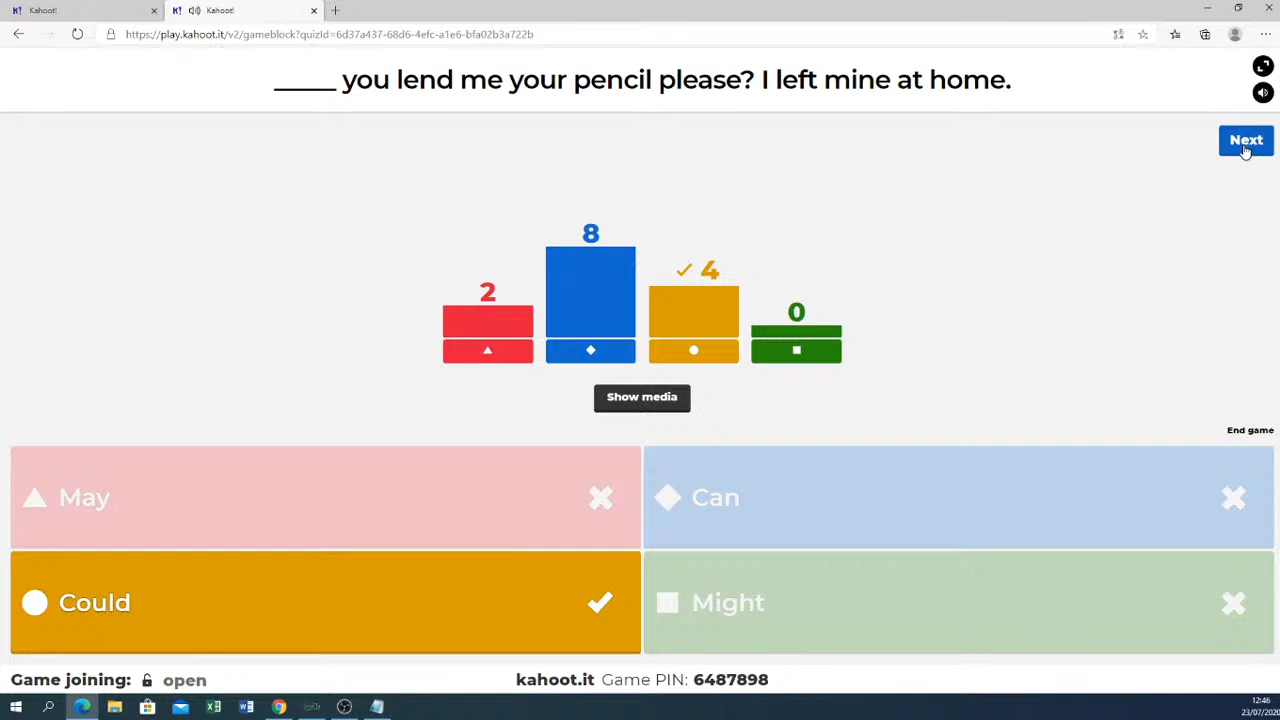 Kahoot!
Kahoot!
https://play.kahoot.it/v2/gameblock?quizId=6d37a437-68d6-4efc-a1e6-bfa02b3a722b
_____ you lend me your pencil please? I left mine at home.
Next
2
8
4
0
Show media
End game
May
Can
Could
Might
Game joining: open
kahoot.it Game PIN: 6487898
12:46
23/07/2020